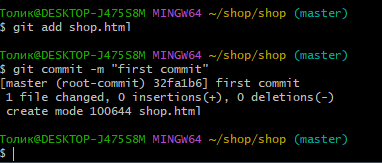 Толик@DESKTOP-J475S8M MINGW64 ~/shop/shop (master)
$ git add shop.html
Толик@DESKTOP-J475S8M MINGW64 ~/shop/shop (master)
$ git commit -m "first commit"
[master (root-commit) 32fa1b6] first commit
1 file changed, 0 insertions(+), 0 deletions(-)
create mode 100644 shop.html
Толик@DESKTOP-J475S8M MINGW64 ~/shop/shop (master)
$